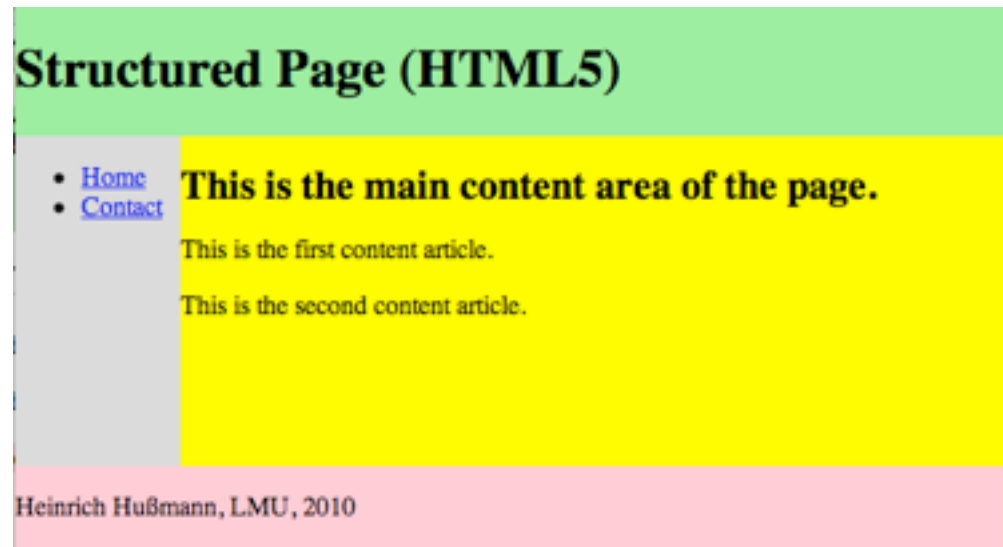 Structured Page (HTML5)
Home
Contact
This is the main content area of the page.
This is the first content article.
This is the second content article.
Heinrich Hußmann, LMU, 2010